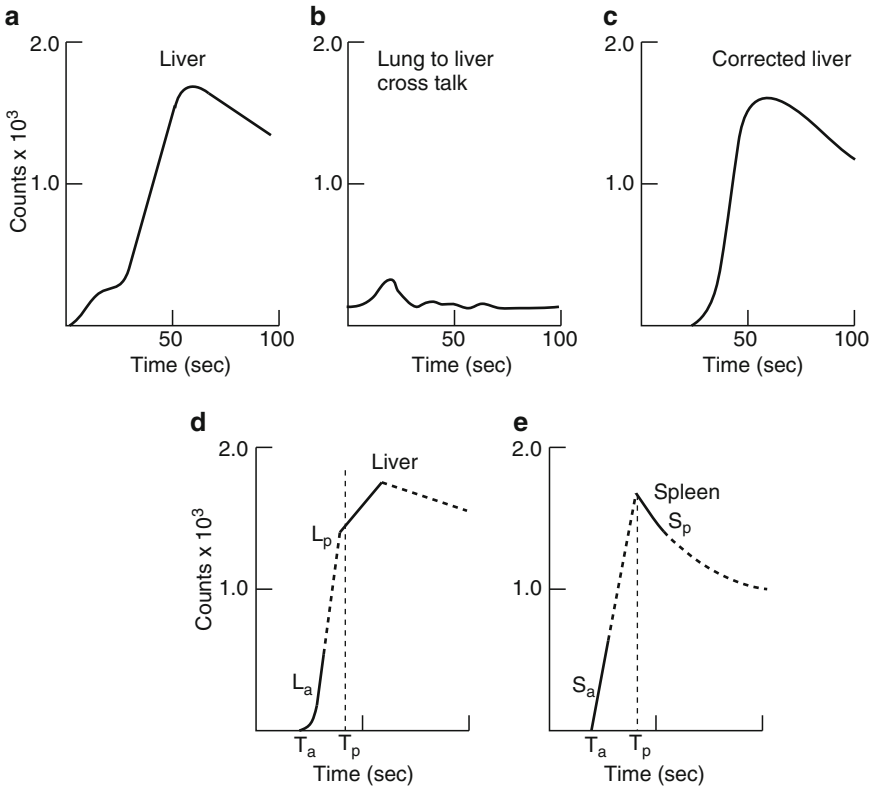 a
2.0
Liver
1.0
Counts x 10³
50
100
Time (sec)
b
2.0
Lung to liver
cross talk
1.0
50
100
Time (sec)
c
2.0
Corrected liver
1.0
50
100
Time (sec)
d
2.0
Liver
Lₚ
1.0
Counts x 10³
Lₐ
Tₐ
Tₚ
Time (sec)
e
2.0
Spleen
Sₚ
1.0
Sₐ
Tₐ
Tₚ
Time (sec)